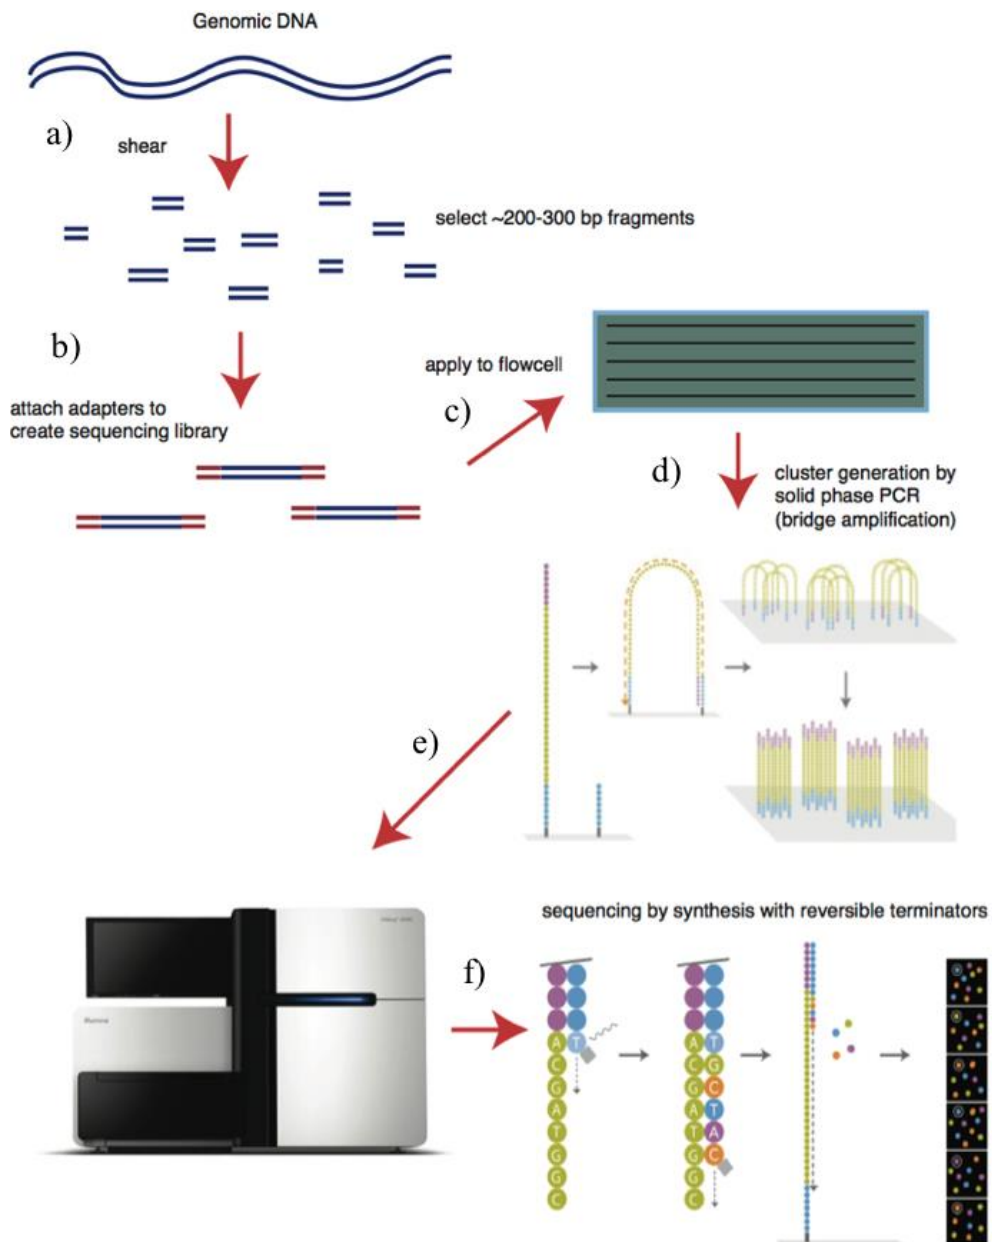 Genomic DNA
a)
shear
select ~200-300 bp fragments
b)
attach adapters to
create sequencing library
apply to flowcell
c)
d)
cluster generation by
solid phase PCR
(bridge amplification)
e)
sequencing by synthesis with reversible terminators
f)
A T
C
G
A
T
G
G
C
A T
C G
G C
A T
T A
G C
G
C